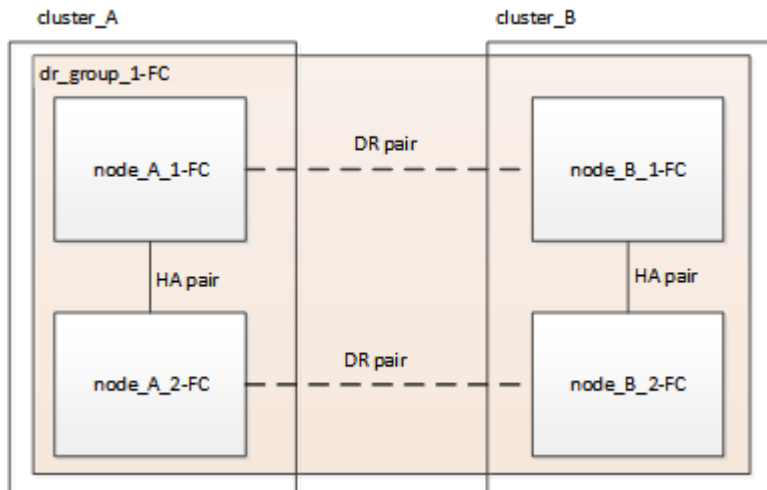 cluster_A
cluster_B
dr_group_1-FC
node_A_1-FC
DR pair
node_B_1-FC
HA pair
HA pair
node_A_2-FC
DR pair
node_B_2-FC